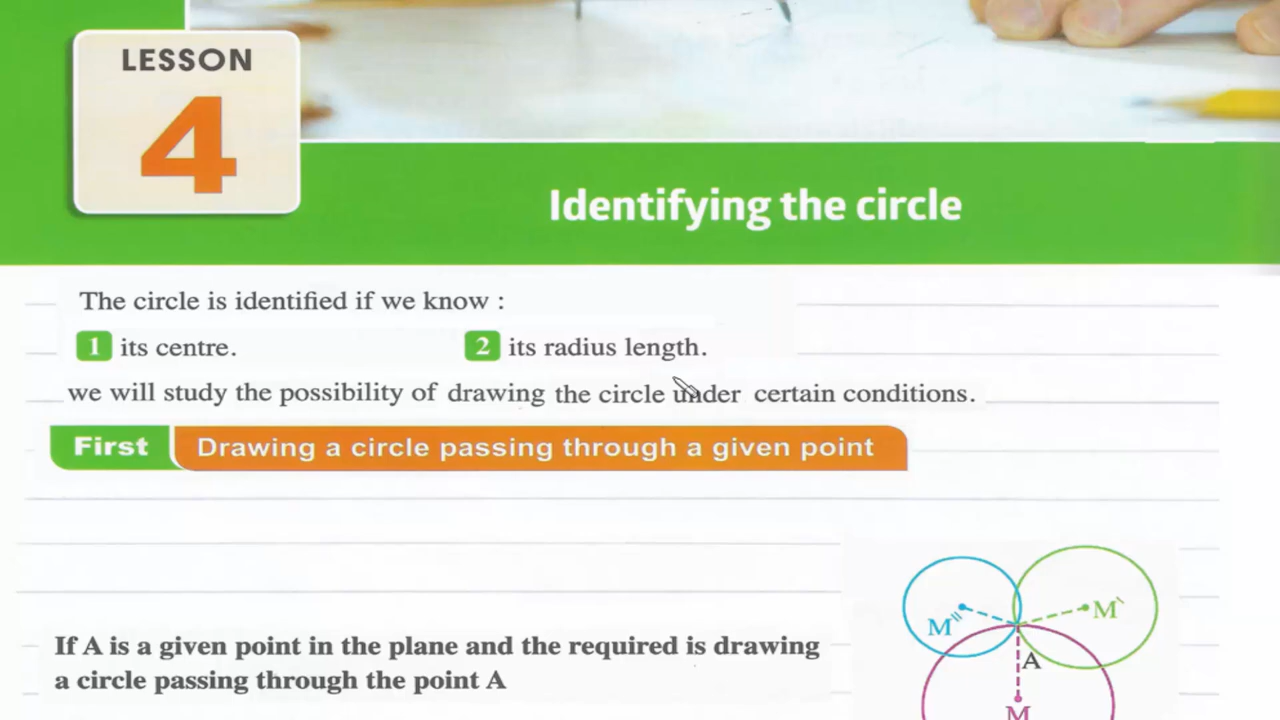 LESSON
4
Identifying the circle
The circle is identified if we know :
1 its centre.
2 its radius length.
we will study the possibility of drawing the circle under certain conditions.
First Drawing a circle passing through a given point
If A is a given point in the plane and the required is drawing
a circle passing through the point A
M\\
M\
A
M